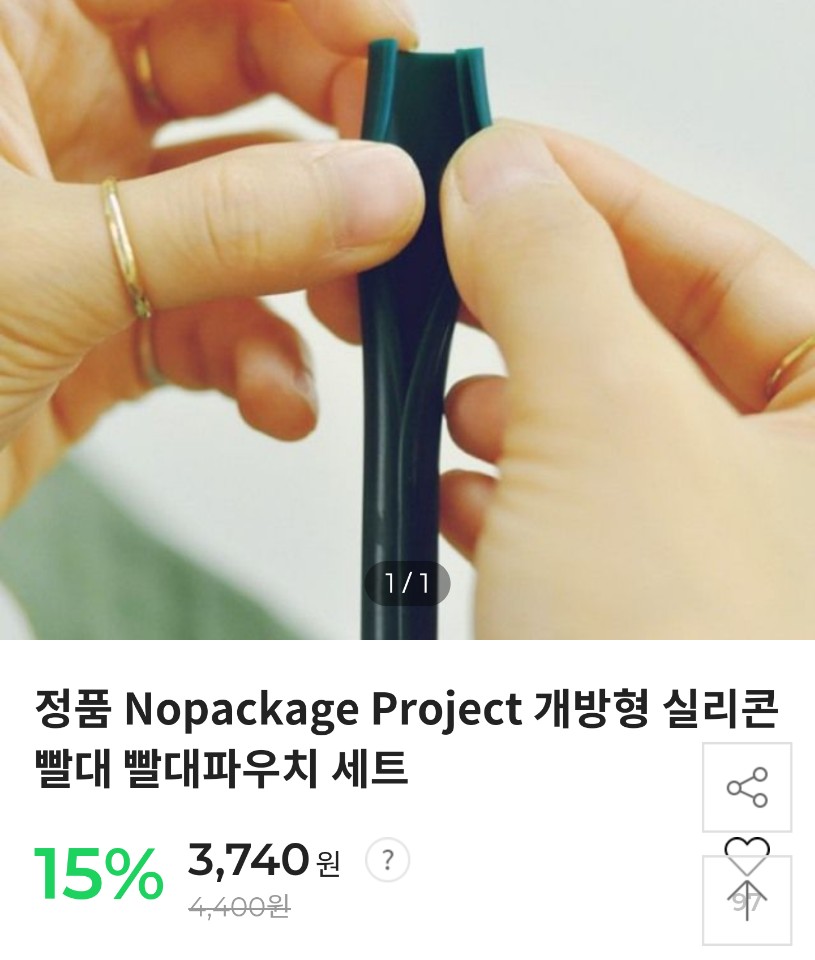 1 / 1
정품 Nopackage Project 개방형 실리콘
빨대 빨대파우치 세트
15% 3,740 원 ?
4,400원
97